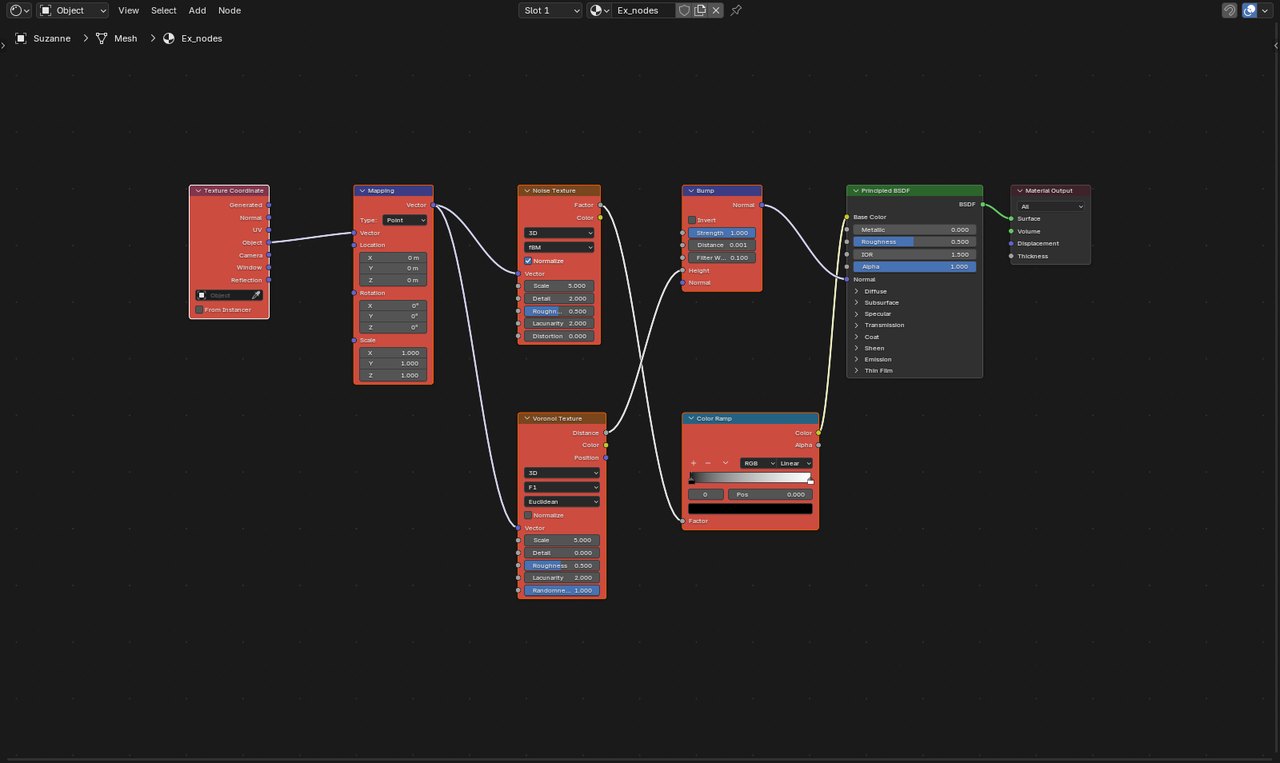 Object View Select Add Node Slot 1 Ex_nodes
Suzanne Mesh Ex_nodes
Texture Coordinate
Generated
Normal
UV
Object
Camera
Window
Reflection
Object
From Instancer
Mapping
Vector
Type: Point
Vector
Location
X 0 m
Y 0 m
Z 0 m
Rotation
X 0°
Y 0°
Z 0°
Scale
X 1.000
Y 1.000
Z 1.000
Noise Texture
Factor
Color
3D
fBM
Normalize
Vector
Scale 5.000
Detail 2.000
Roughn... 0.500
Lacunarity 2.000
Distortion 0.000
Voronoi Texture
Distance
Color
Position
3D
F1
Euclidean
Normalize
Vector
Scale 5.000
Detail 0.000
Roughness 0.500
Lacunarity 2.000
Randomne... 1.000
Bump
Normal
Invert
Strength 1.000
Distance 0.001
Filter W... 0.100
Height
Normal
Color Ramp
Color
Alpha
RGB Linear
0 Pos 0.000
Factor
Principled BSDF
BSDF
Base Color
Metallic 0.000
Roughness 0.500
IOR 1.500
Alpha 1.000
Normal
Diffuse
Subsurface
Specular
Transmission
Coat
Sheen
Emission
Thin Film
Material Output
All
Surface
Volume
Displacement
Thickness